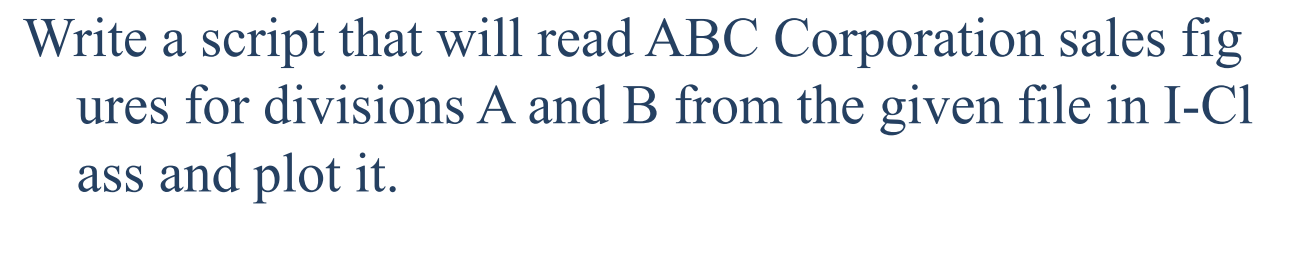 Write a script that will read ABC Corporation sales fig
ures for divisions A and B from the given file in I-Cl
ass and plot it.